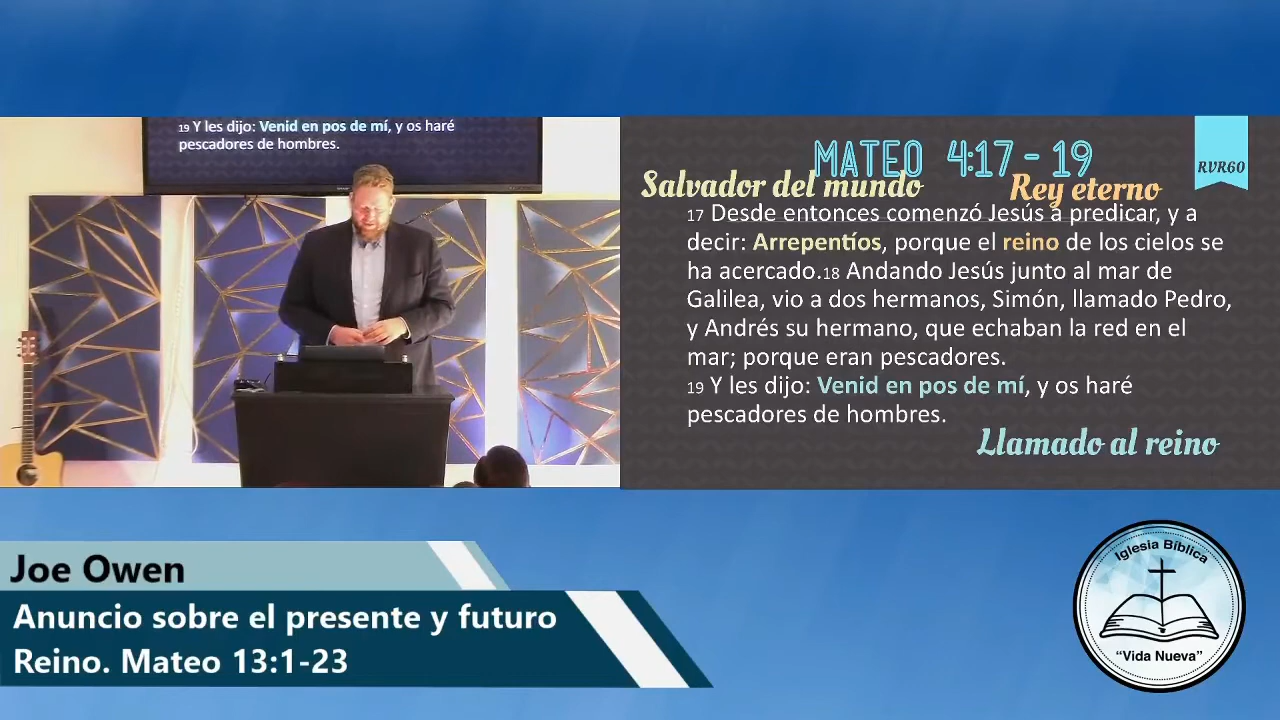 19 Y les dijo: Venid en pos de mí, y os haré
pescadores de hombres.
MATEO 4:17 - 19
RVR60
Salvador del mundo
Rey eterno
17 Desde entonces comenzó Jesús a predicar, y a
decir: Arrepentíos, porque el reino de los cielos se
ha acercado.18 Andando Jesús junto al mar de
Galilea, vio a dos hermanos, Simón, llamado Pedro,
y Andrés su hermano, que echaban la red en el
mar; porque eran pescadores.
19 Y les dijo: Venid en pos de mí, y os haré
pescadores de hombres.
Llamado al reino
Joe Owen
Anuncio sobre el presente y futuro
Reino. Mateo 13:1-23
Iglesia Bíblica
“Vida Nueva”